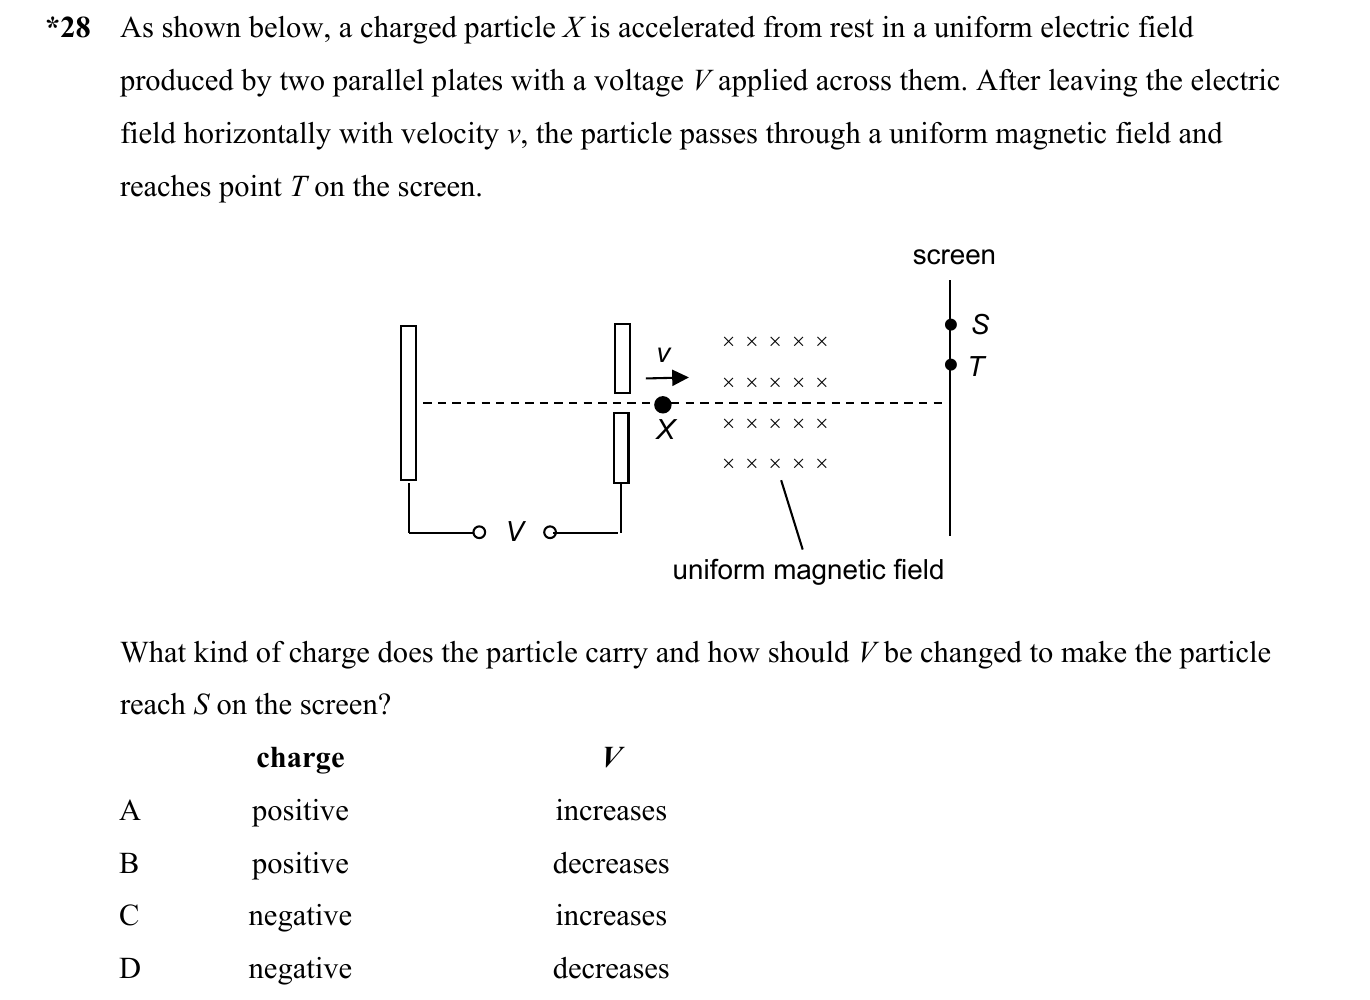 *28 As shown below, a charged particle X is accelerated from rest in a uniform electric field
produced by two parallel plates with a voltage V applied across them. After leaving the electric
field horizontally with velocity v, the particle passes through a uniform magnetic field and
reaches point T on the screen.
screen
S
v
× × × × ×
T
× × × × ×
X
× × × × ×
× × × × ×
V
uniform magnetic field
What kind of charge does the particle carry and how should V be changed to make the particle
reach S on the screen?
charge V
A positive increases
B positive decreases
C negative increases
D negative decreases